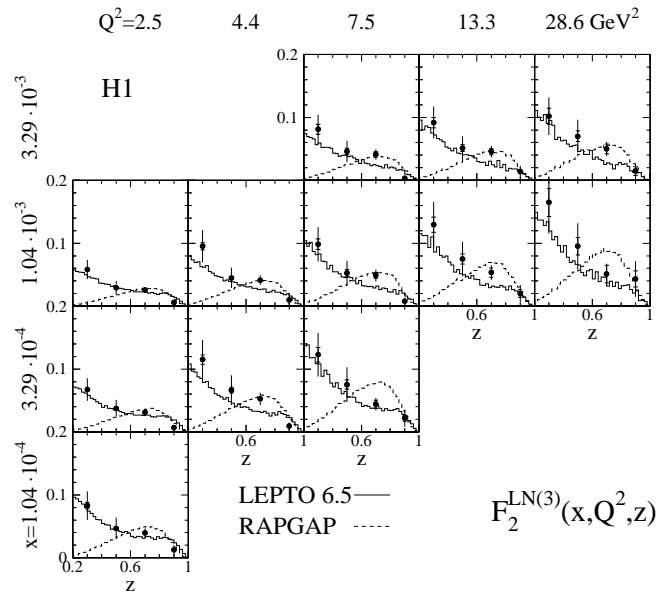 Q²=2.5 4.4 7.5 13.3 28.6 GeV²
0.2
H1
3.29·10⁻³
0.1
0.2
1.04·10⁻³
0.1
0.6 1 0.6 1
z z
0.2
3.29·10⁻⁴
0.1
0.6 1 0.6 1
z z
0.2
x=1.04·10⁻⁴
0.1
LEPTO 6.5
RAPGAP
F₂ᴸᴺ⁽³⁾(x,Q²,z)
0
0.2 0.6 1
z